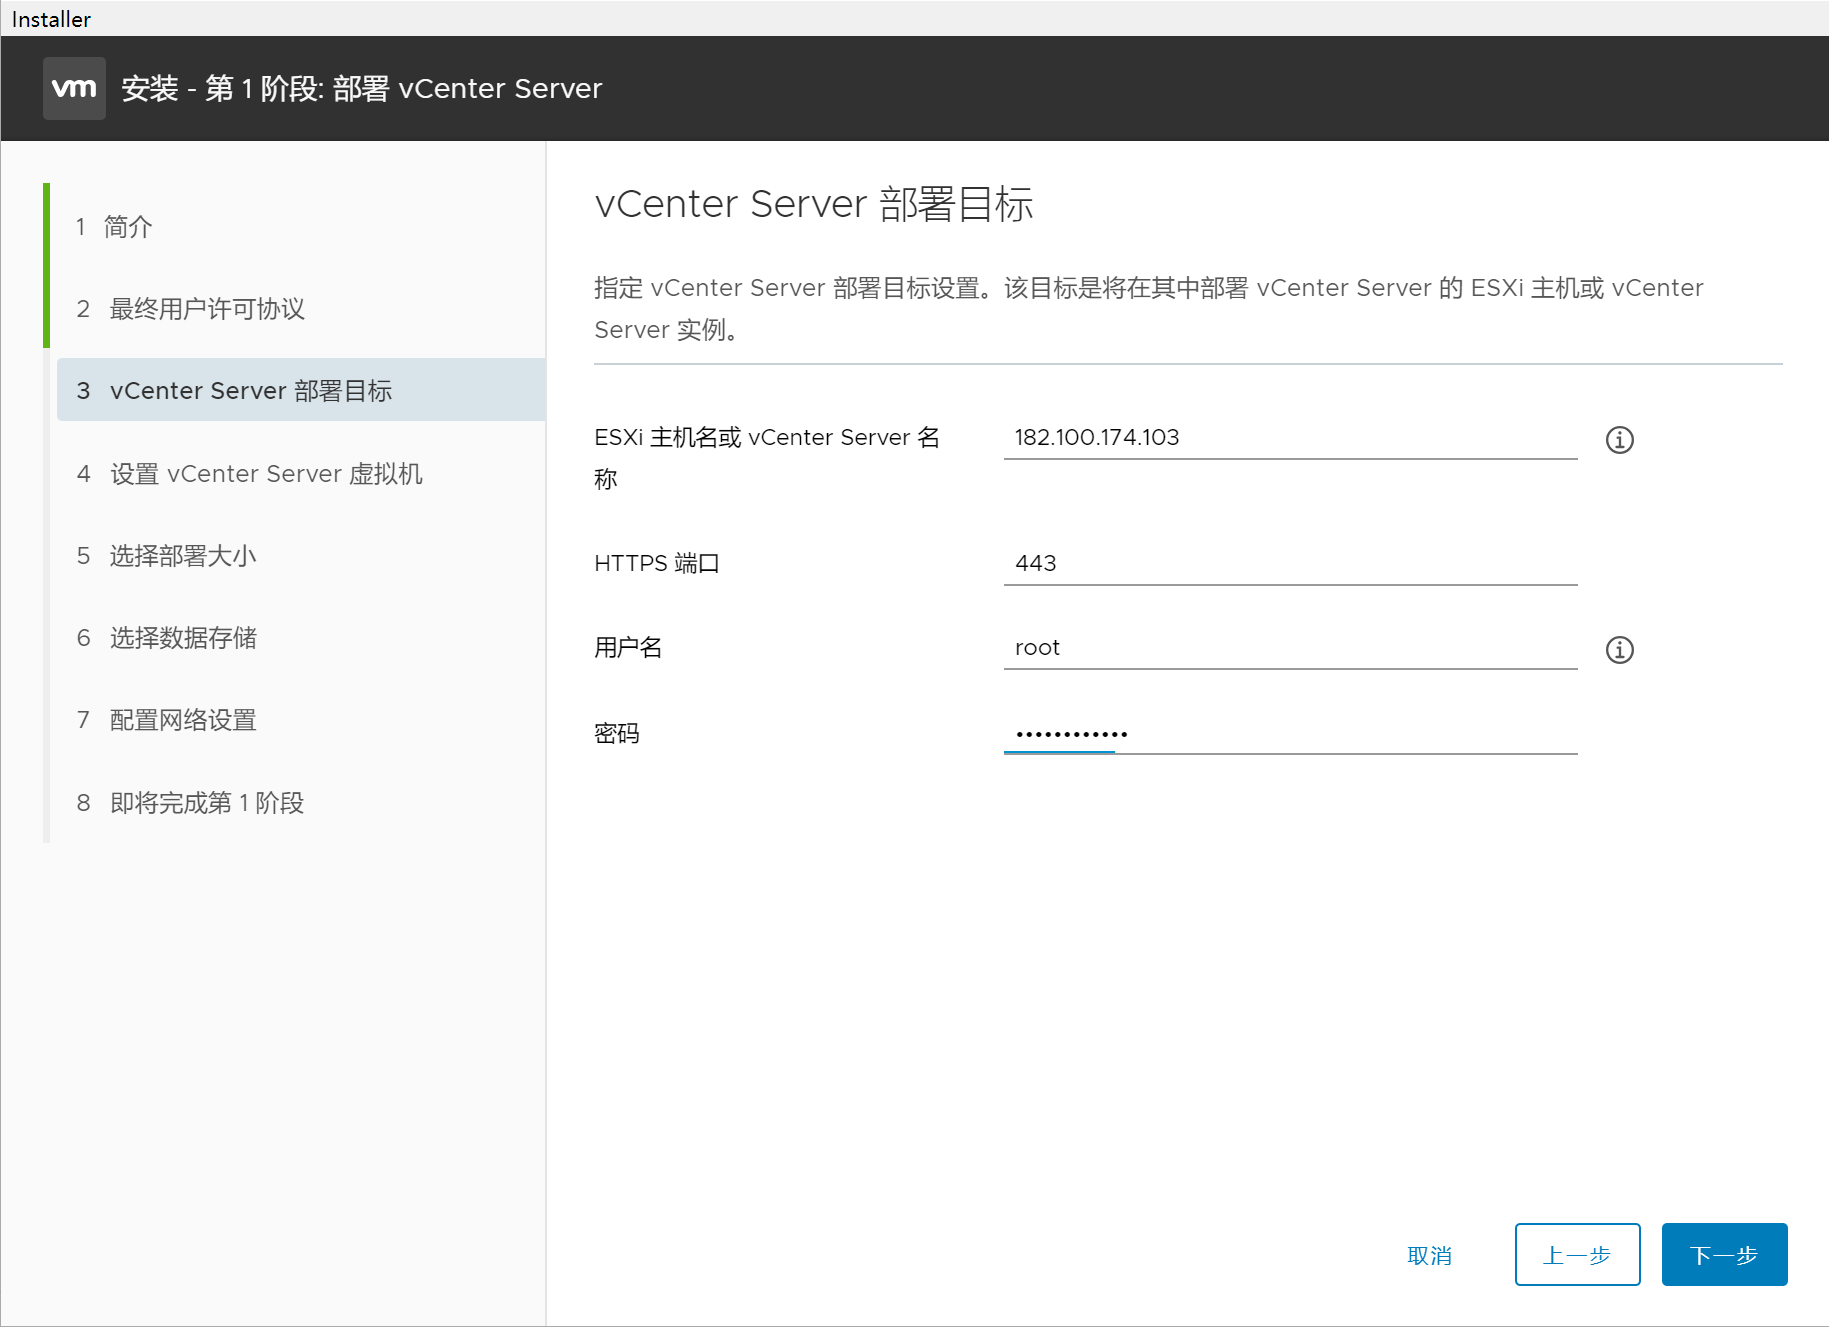 Installer
vm 安装 - 第 1 阶段: 部署 vCenter Server
1 简介
2 最终用户许可协议
3 vCenter Server 部署目标
4 设置 vCenter Server 虚拟机
5 选择部署大小
6 选择数据存储
7 配置网络设置
8 即将完成第 1 阶段
vCenter Server 部署目标
指定 vCenter Server 部署目标设置。该目标是将在其中部署 vCenter Server 的 ESXi 主机或 vCenter
Server 实例。
ESXi 主机名或 vCenter Server 名
称
182.100.174.103
HTTPS 端口
443
用户名
root
密码
••••••••••••
取消
上一步
下一步